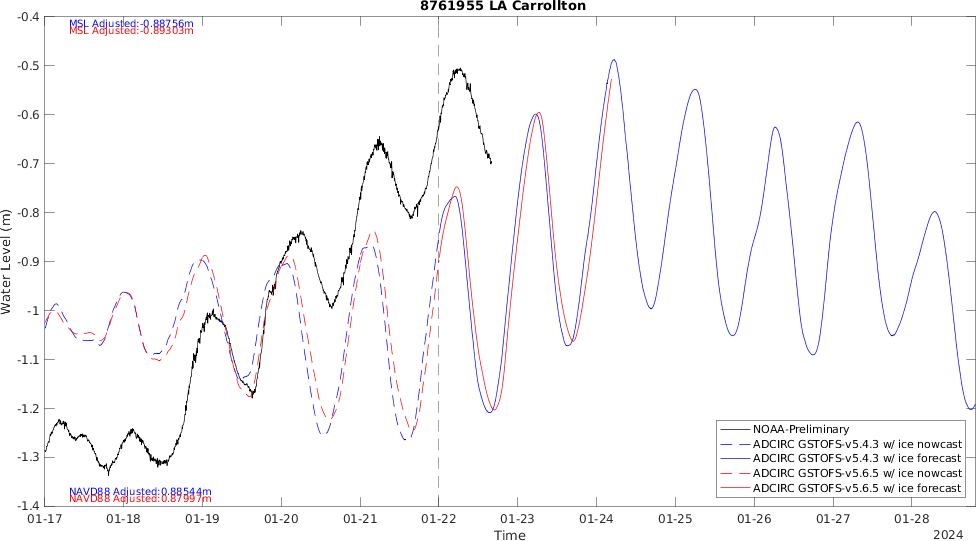 8761955 LA Carrollton
MSL Adjusted:-0.88756m
MSL Adjusted:-0.89303m
-0.4
-0.5
-0.6
-0.7
-0.8
-0.9
-1
-1.1
-1.2
-1.3
-1.4
Water Level (m)
NOAA-Preliminary
ADCIRC GSTOFS-v5.4.3 w/ ice nowcast
ADCIRC GSTOFS-v5.4.3 w/ ice forecast
ADCIRC GSTOFS-v5.6.5 w/ ice nowcast
ADCIRC GSTOFS-v5.6.5 w/ ice forecast
NAVD88 Adjusted:0.88544m
NAVD88 Adjusted:0.87997m
01-17 01-18 01-19 01-20 01-21 01-22 01-23 01-24 01-25 01-26 01-27 01-28
Time
2024